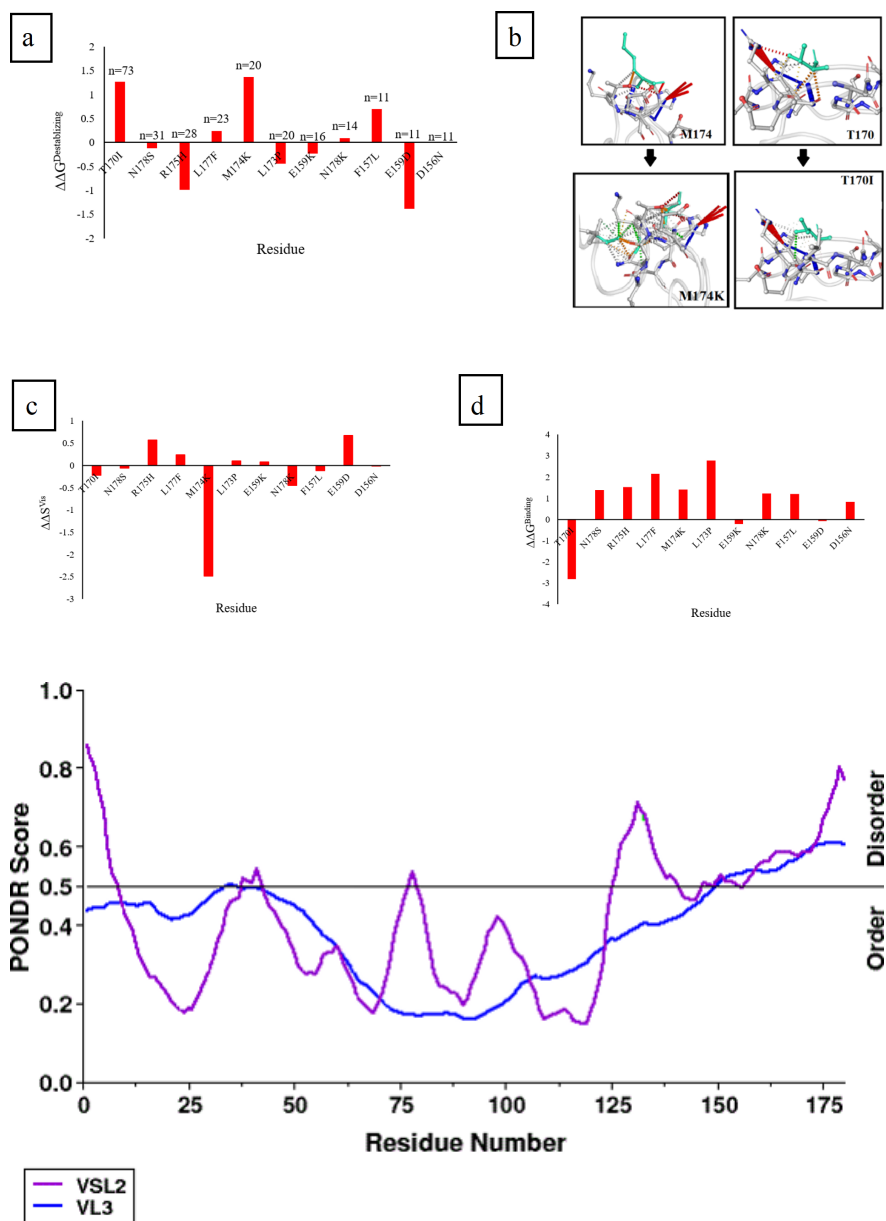 a
2
1.5
1
0.5
0
-0.5
-1
-1.5
-2
ΔΔG^Destablizing
n=73
n=31
n=28
n=23
n=20
n=20
n=16
n=14
n=11
n=11
n=11
T170I
N178S
R175H
L177F
M174K
L173P
E159K
N178K
F157L
E159D
D156N
Residue
b
M174
T170
M174K
T170I
c
1
0.5
0
-0.5
-1
-1.5
-2
-2.5
-3
ΔΔS^Vis
T170I
N178S
R175H
L177F
M174K
L173P
E159K
N178K
F157L
E159D
D156N
Residue
d
4
3
2
1
0
-1
-2
-3
-4
ΔΔG^Binding
T170I
N178S
R175H
L177F
M174K
L173P
E159K
N178K
F157L
E159D
D156N
Residue
1.0
0.8
0.6
0.5
0.4
0.2
0.0
PONDR Score
Disorder
Order
0 25 50 75 100 125 150 175
Residue Number
VSL2
VL3